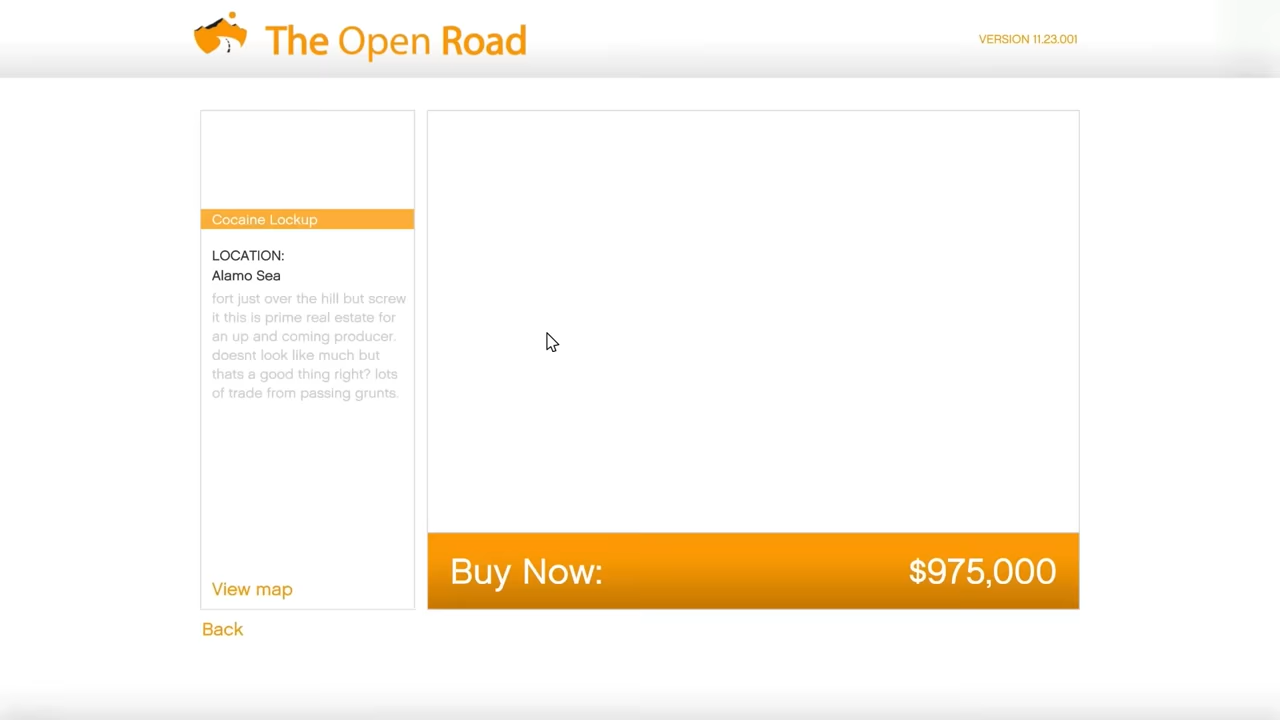 The Open Road
VERSION 11.23.001
Cocaine Lockup
LOCATION:
Alamo Sea
fort just over the hill but screw
it this is prime real estate for
an up and coming producer.
doesnt look like much but
thats a good thing right? lots
of trade from passing grunts.
View map
Buy Now:
$975,000
Back